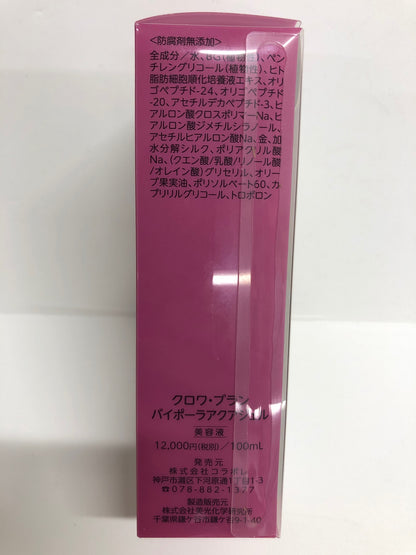 〈防腐剤無添加〉
全成分／水、BG(植物性)、ペン
チレングリコール(植物性)、ヒト
脂肪細胞順化培養液エキス、オリ
ゴペプチド-24、オリゴペプチド
-20、アセチルデカペプチド-3、ヒ
アルロン酸クロスポリマーNa、ヒ
アルロン酸ジメチルシラノール、
アセチルヒアルロン酸Na、金、加
水分解シルク、ポリアクリル酸
Na、(クエン酸/乳酸/リノール酸
/オレイン酸)グリセリル、オリー
ブ果実油、ポリソルベート60、カ
プリリルグリコール、トロポロン
クロワ・ブラン
バイポーラアクアジェル
美容液
12,000円(税別)／100mL
発売元
株式会社コラボレ
神戸市灘区下河原通1丁目1-3
☎078-882-1377
製造販売元
株式会社美光化学研究所
千葉県鎌ケ谷市鎌ケ谷9-1-40